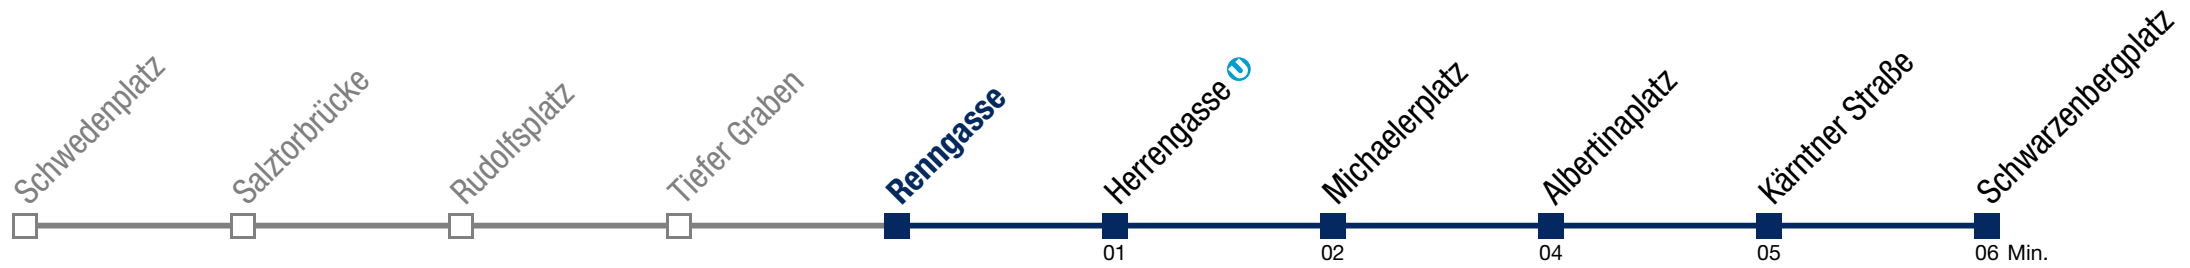 Schwedenplatz
Salztorbrücke
Rudolfsplatz
Tiefer Graben
Renngasse
Herrengasse
Michaelerplatz
Albertinaplatz
Kärntner Straße
Schwarzenbergplatz
01 02 04 05 06 Min.